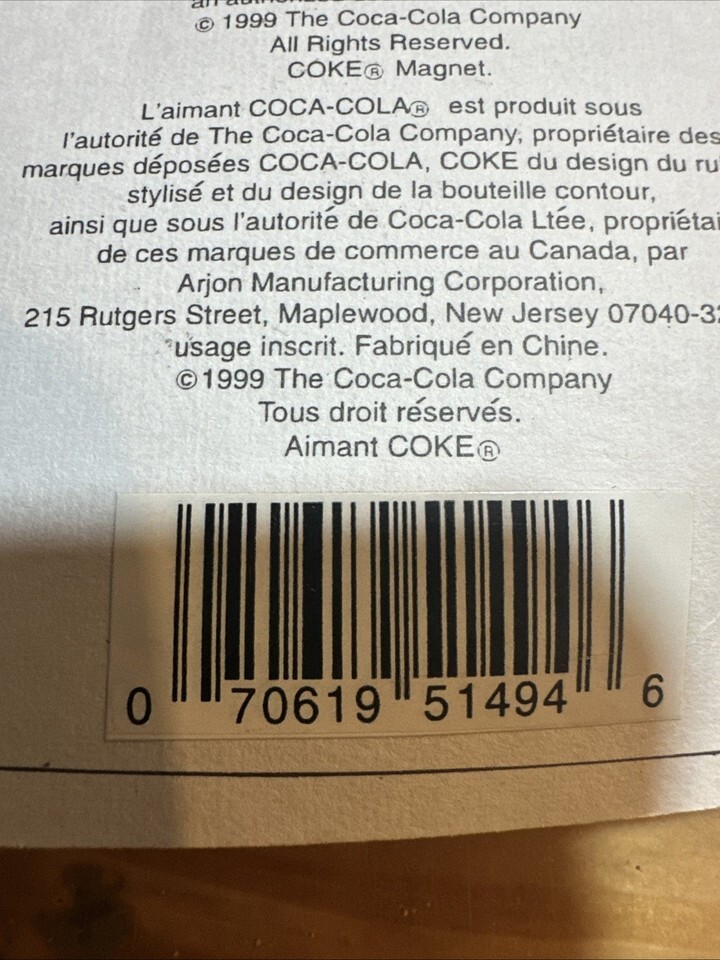 © 1999 The Coca-Cola Company
All Rights Reserved.
COKE® Magnet.
L'aimant COCA-COLA® est produit sous
l'autorité de The Coca-Cola Company, propriétaire des
marques déposées COCA-COLA, COKE du design du ru
stylisé et du design de la bouteille contour,
ainsi que sous l'autorité de Coca-Cola Ltée, propriétai
de ces marques de commerce au Canada, par
Arjon Manufacturing Corporation,
215 Rutgers Street, Maplewood, New Jersey 07040-32
usage inscrit. Fabriqué en Chine.
©1999 The Coca-Cola Company
Tous droit réservés.
Aimant COKE®
0 70619 51494 6